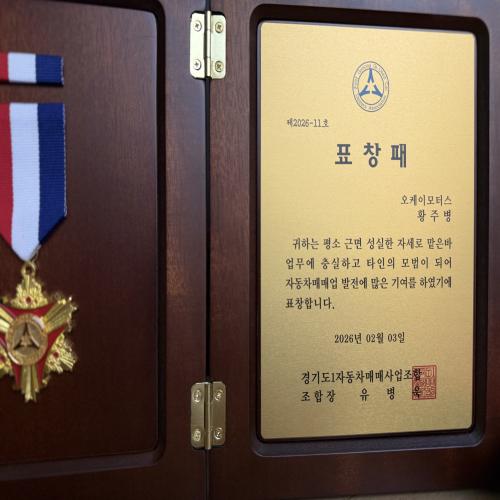 제2026-11호
표창패
오케이모터스
황주병
귀하는 평소 근면 성실한 자세로 맡은바
업무에 충실하고 타인의 모범이 되어
자동차매매업 발전에 많은 기여를 하였기에
표창합니다.
2026년 02월 03일
경기도1자동차매매사업조합
조합장 유병욱